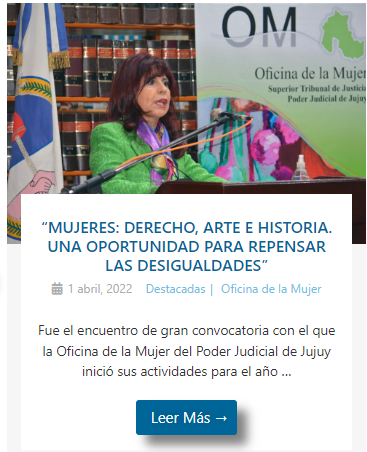 OM
Oficina de la Mujer
Superior Tribunal de Justicia
Poder Judicial de Jujuy
“MUJERES: DERECHO, ARTE E HISTORIA.
UNA OPORTUNIDAD PARA REPENSAR
LAS DESIGUALDADES”
1 abril, 2022 Destacadas | Oficina de la Mujer
Fue el encuentro de gran convocatoria con el que
la Oficina de la Mujer del Poder Judicial de Jujuy
inició sus actividades para el año ...
Leer Más →